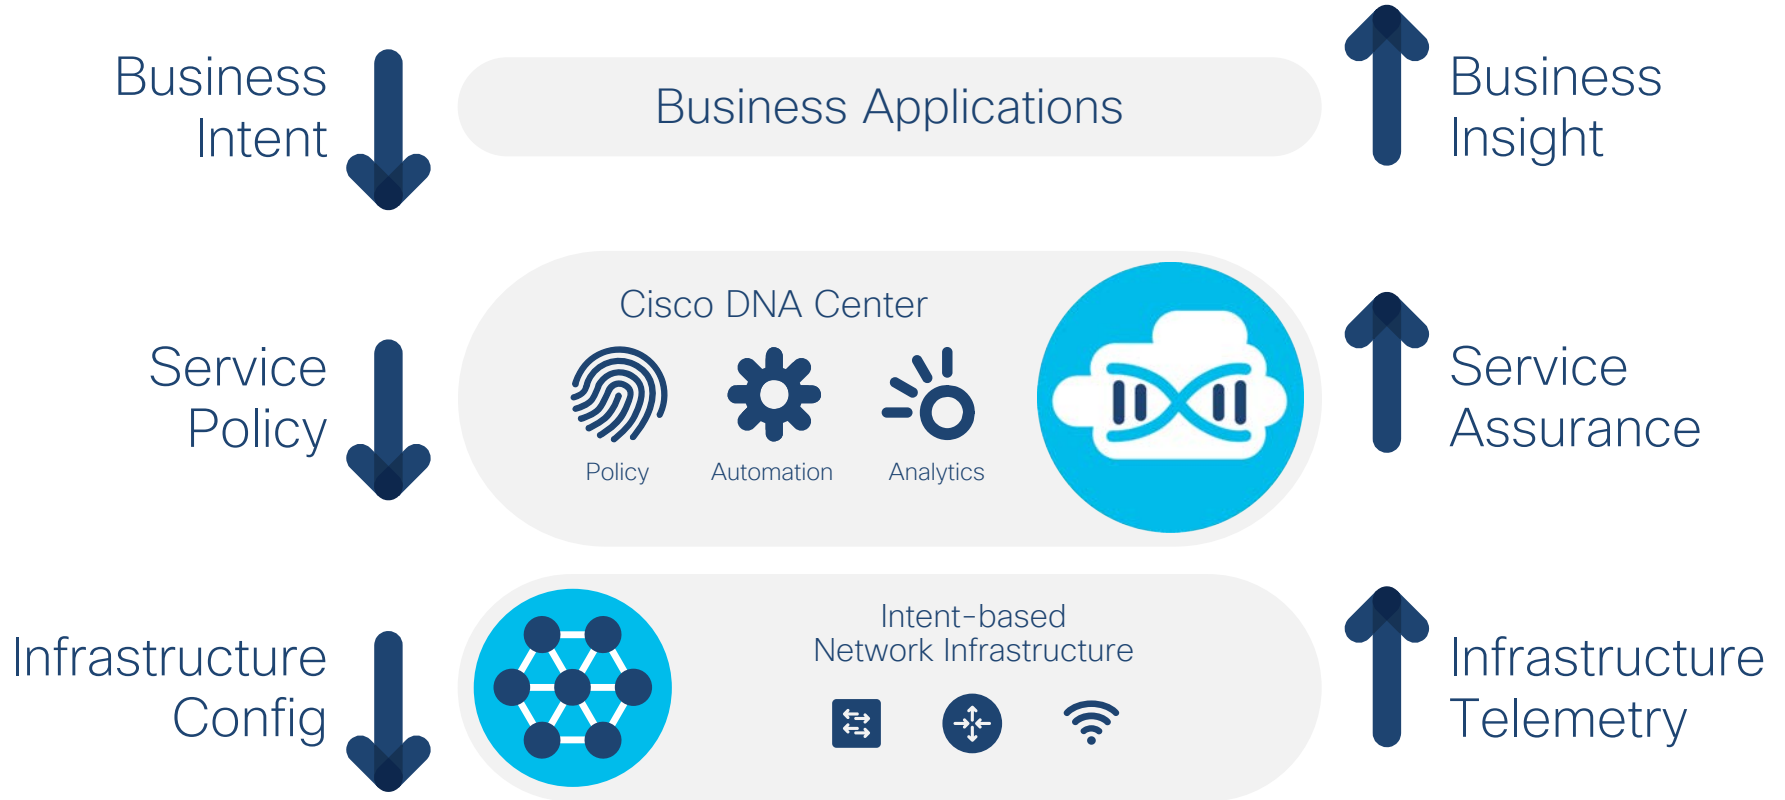 Business
Intent
Business Applications
Business
Insight
Service
Policy
Cisco DNA Center
Policy
Automation
Analytics
Service
Assurance
Infrastructure
Config
Intent-based
Network Infrastructure
Infrastructure
Telemetry